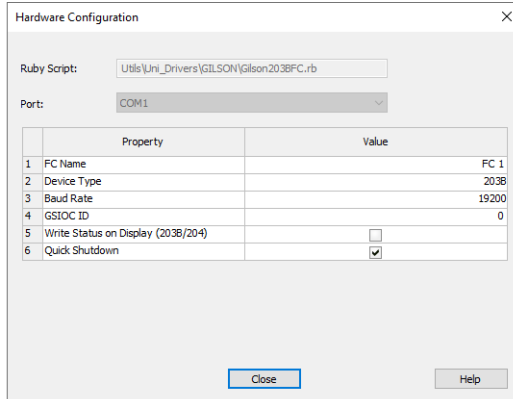 Hardware Configuration
Ruby Script: Utils\Uni_Drivers\GILSON\Gilson203BFC.rb
Port: COM1
Property Value
1 FC Name FC 1
2 Device Type 203B
3 Baud Rate 19200
4 GSIOC ID 0
5 Write Status on Display (203B/204)
6 Quick Shutdown
Close Help